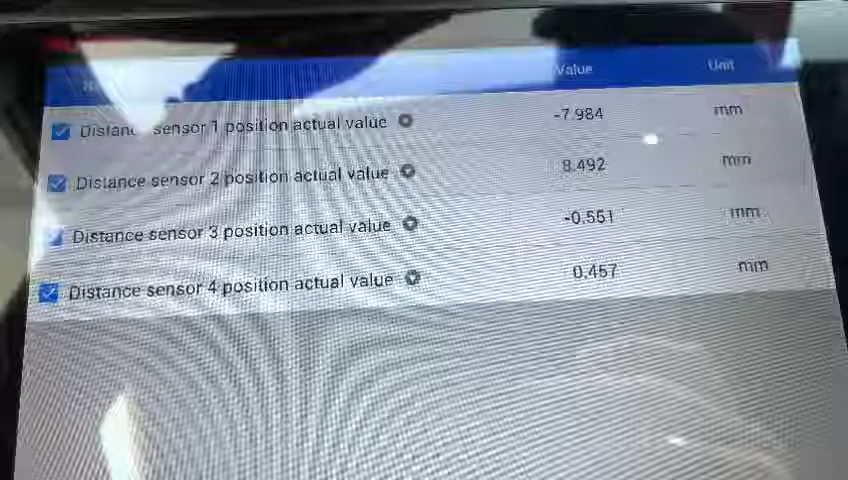 Value Unit
Distanc sensor 1 position actual value -7.984 mm
Distance sensor 2 position actual value 8.492 mm
Distance sensor 3 position actual value -0.551 mm
Distance sensor 4 position actual value 0.457 mm